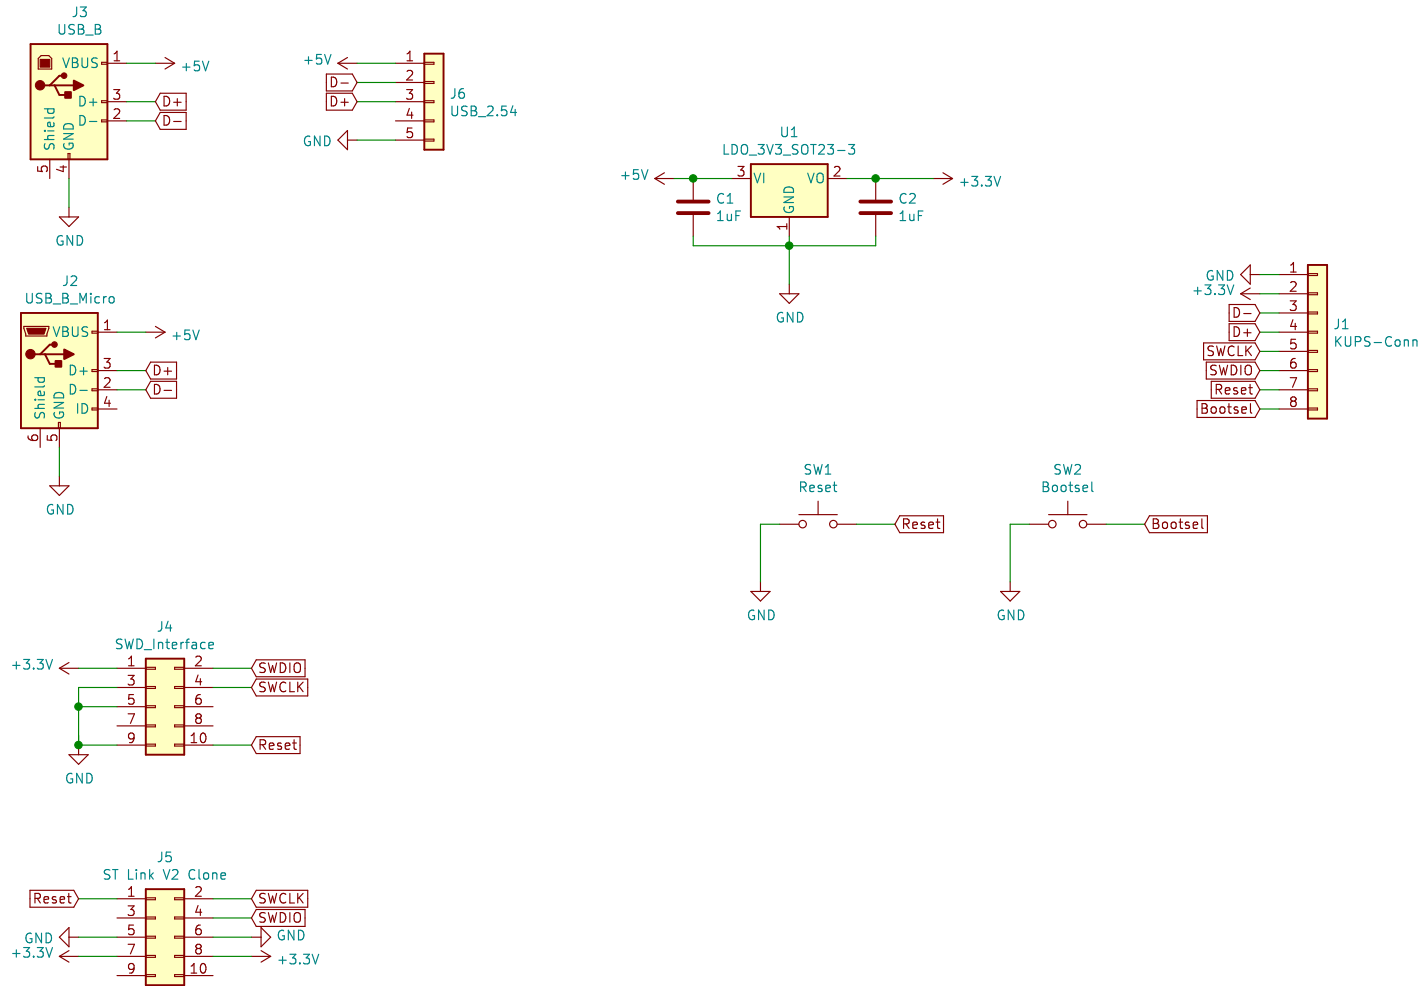 J3
USB_B
VBUS 1 +5V
D+ 3 D+
D- 2 D-
Shield GND
5 4
GND
+5V 1
D- 2
D+ 3
4
GND 5
J6
USB_2.54
U1
LDO_3V3_SOT23-3
+5V 3 VI VO 2 +3.3V
GND
1
C1
1uF
C2
1uF
GND
J2
USB_B_Micro
VBUS 1 +5V
D+ 3 D+
D- 2 D-
ID 4
Shield GND
6 5
GND
GND 1
+3.3V 2
D- 3
D+ 4
SWCLK 5
SWDIO 6
Reset 7
Bootsel 8
J1
KUPS-Conn
SW1
Reset
Reset
GND
SW2
Bootsel
Bootsel
GND
J4
SWD_Interface
+3.3V 1 2 SWDIO
3 4 SWCLK
5 6
7 8
9 10 Reset
GND
J5
ST Link V2 Clone
Reset 1 2 SWCLK
3 4 SWDIO
GND 5 6 GND
+3.3V 7 8 +3.3V
9 10